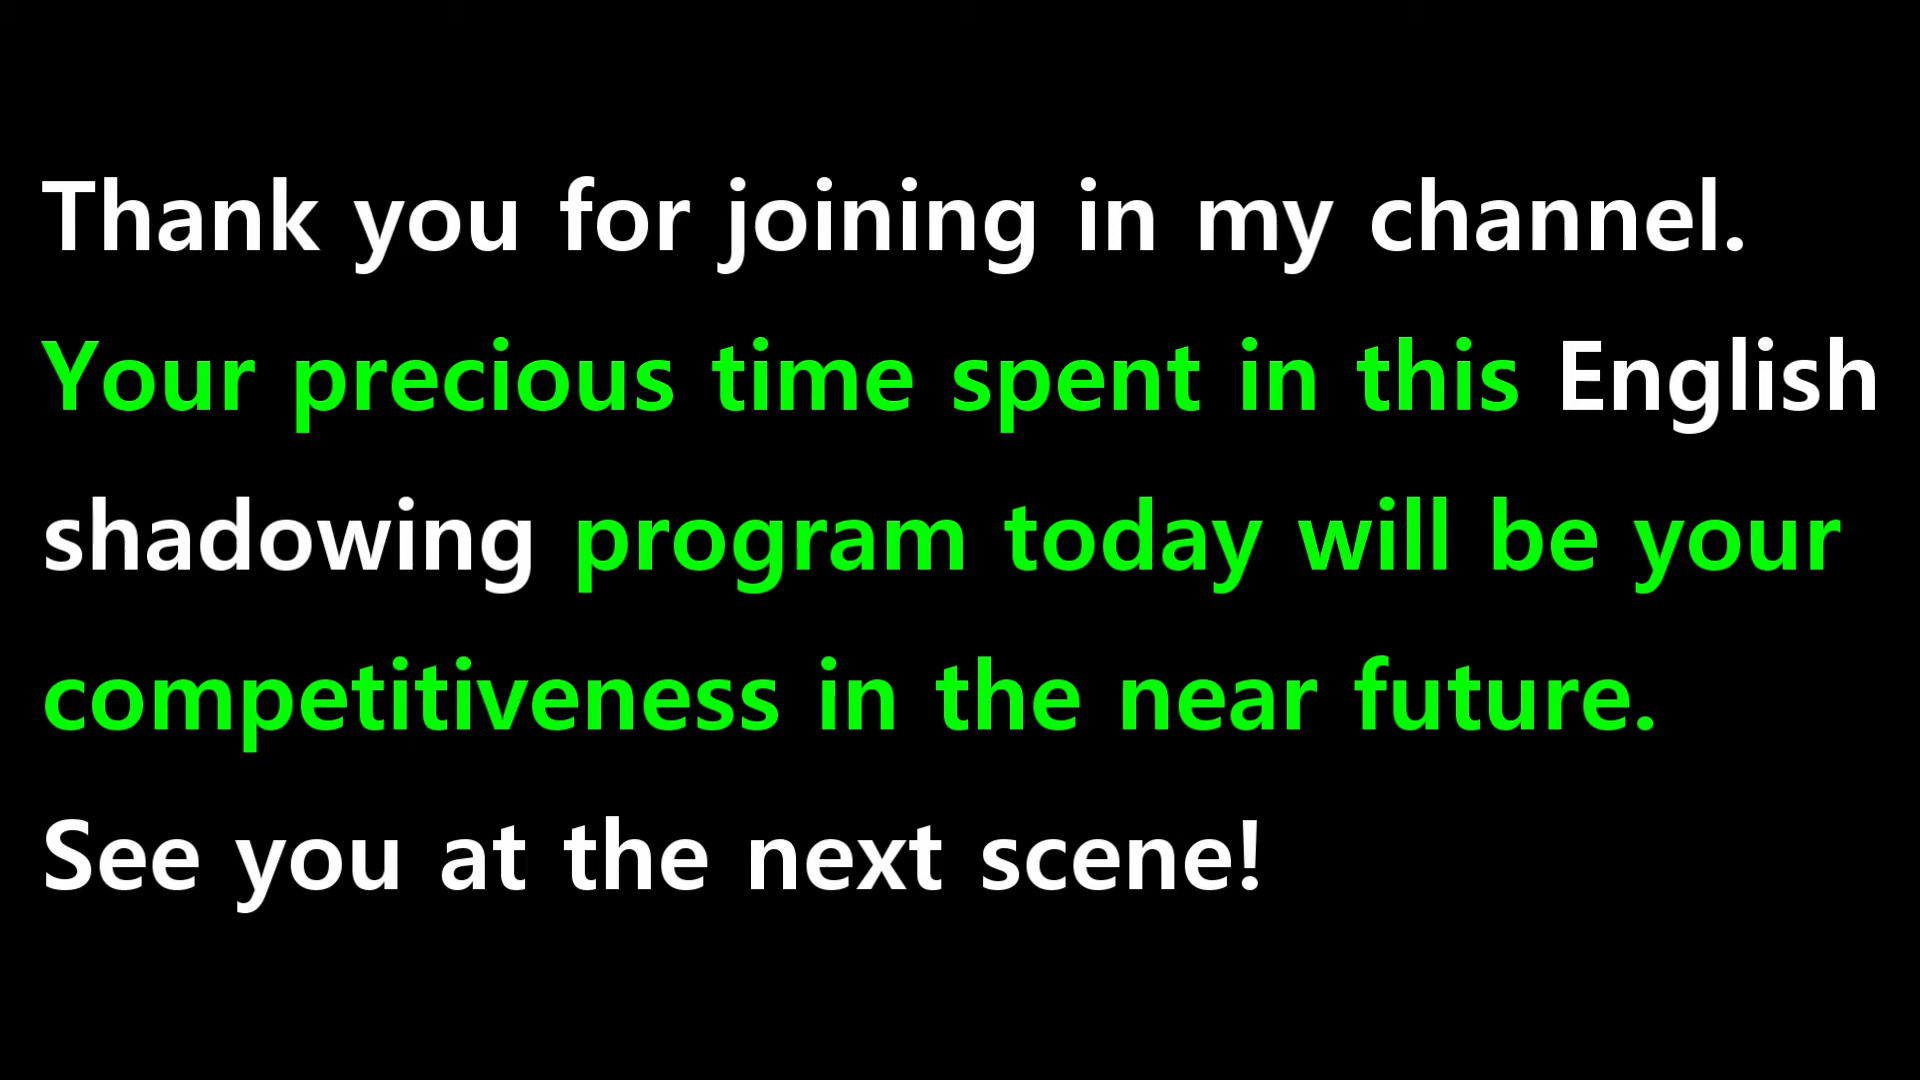 Thank you for joining in my channel.
Your precious time spent in this English
shadowing program today will be your
competitiveness in the near future.
See you at the next scene!